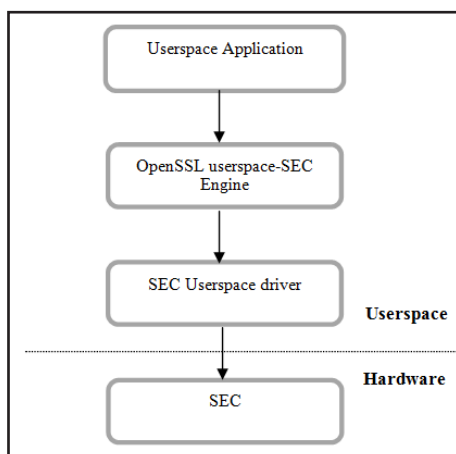 Userspace Application
OpenSSL userspace-SEC
Engine
SEC Userspace driver
Userspace
Hardware
SEC